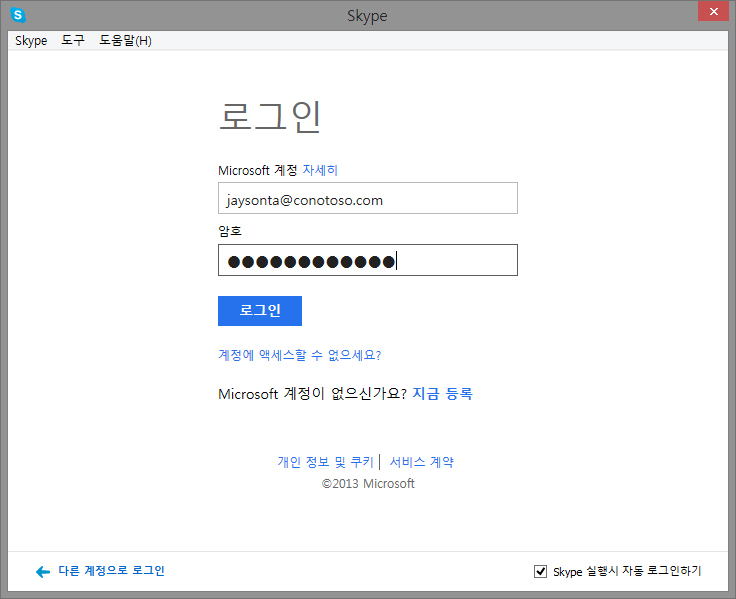 Skype
Skype 도구 도움말(H)
로그인
Microsoft 계정 자세히
jaysonta@conotoso.com
암호
●●●●●●●●●●●●
로그인
계정에 액세스할 수 없으세요?
Microsoft 계정이 없으신가요? 지금 등록
개인 정보 및 쿠키 | 서비스 계약
©2013 Microsoft
다른 계정으로 로그인
Skype 실행시 자동 로그인하기